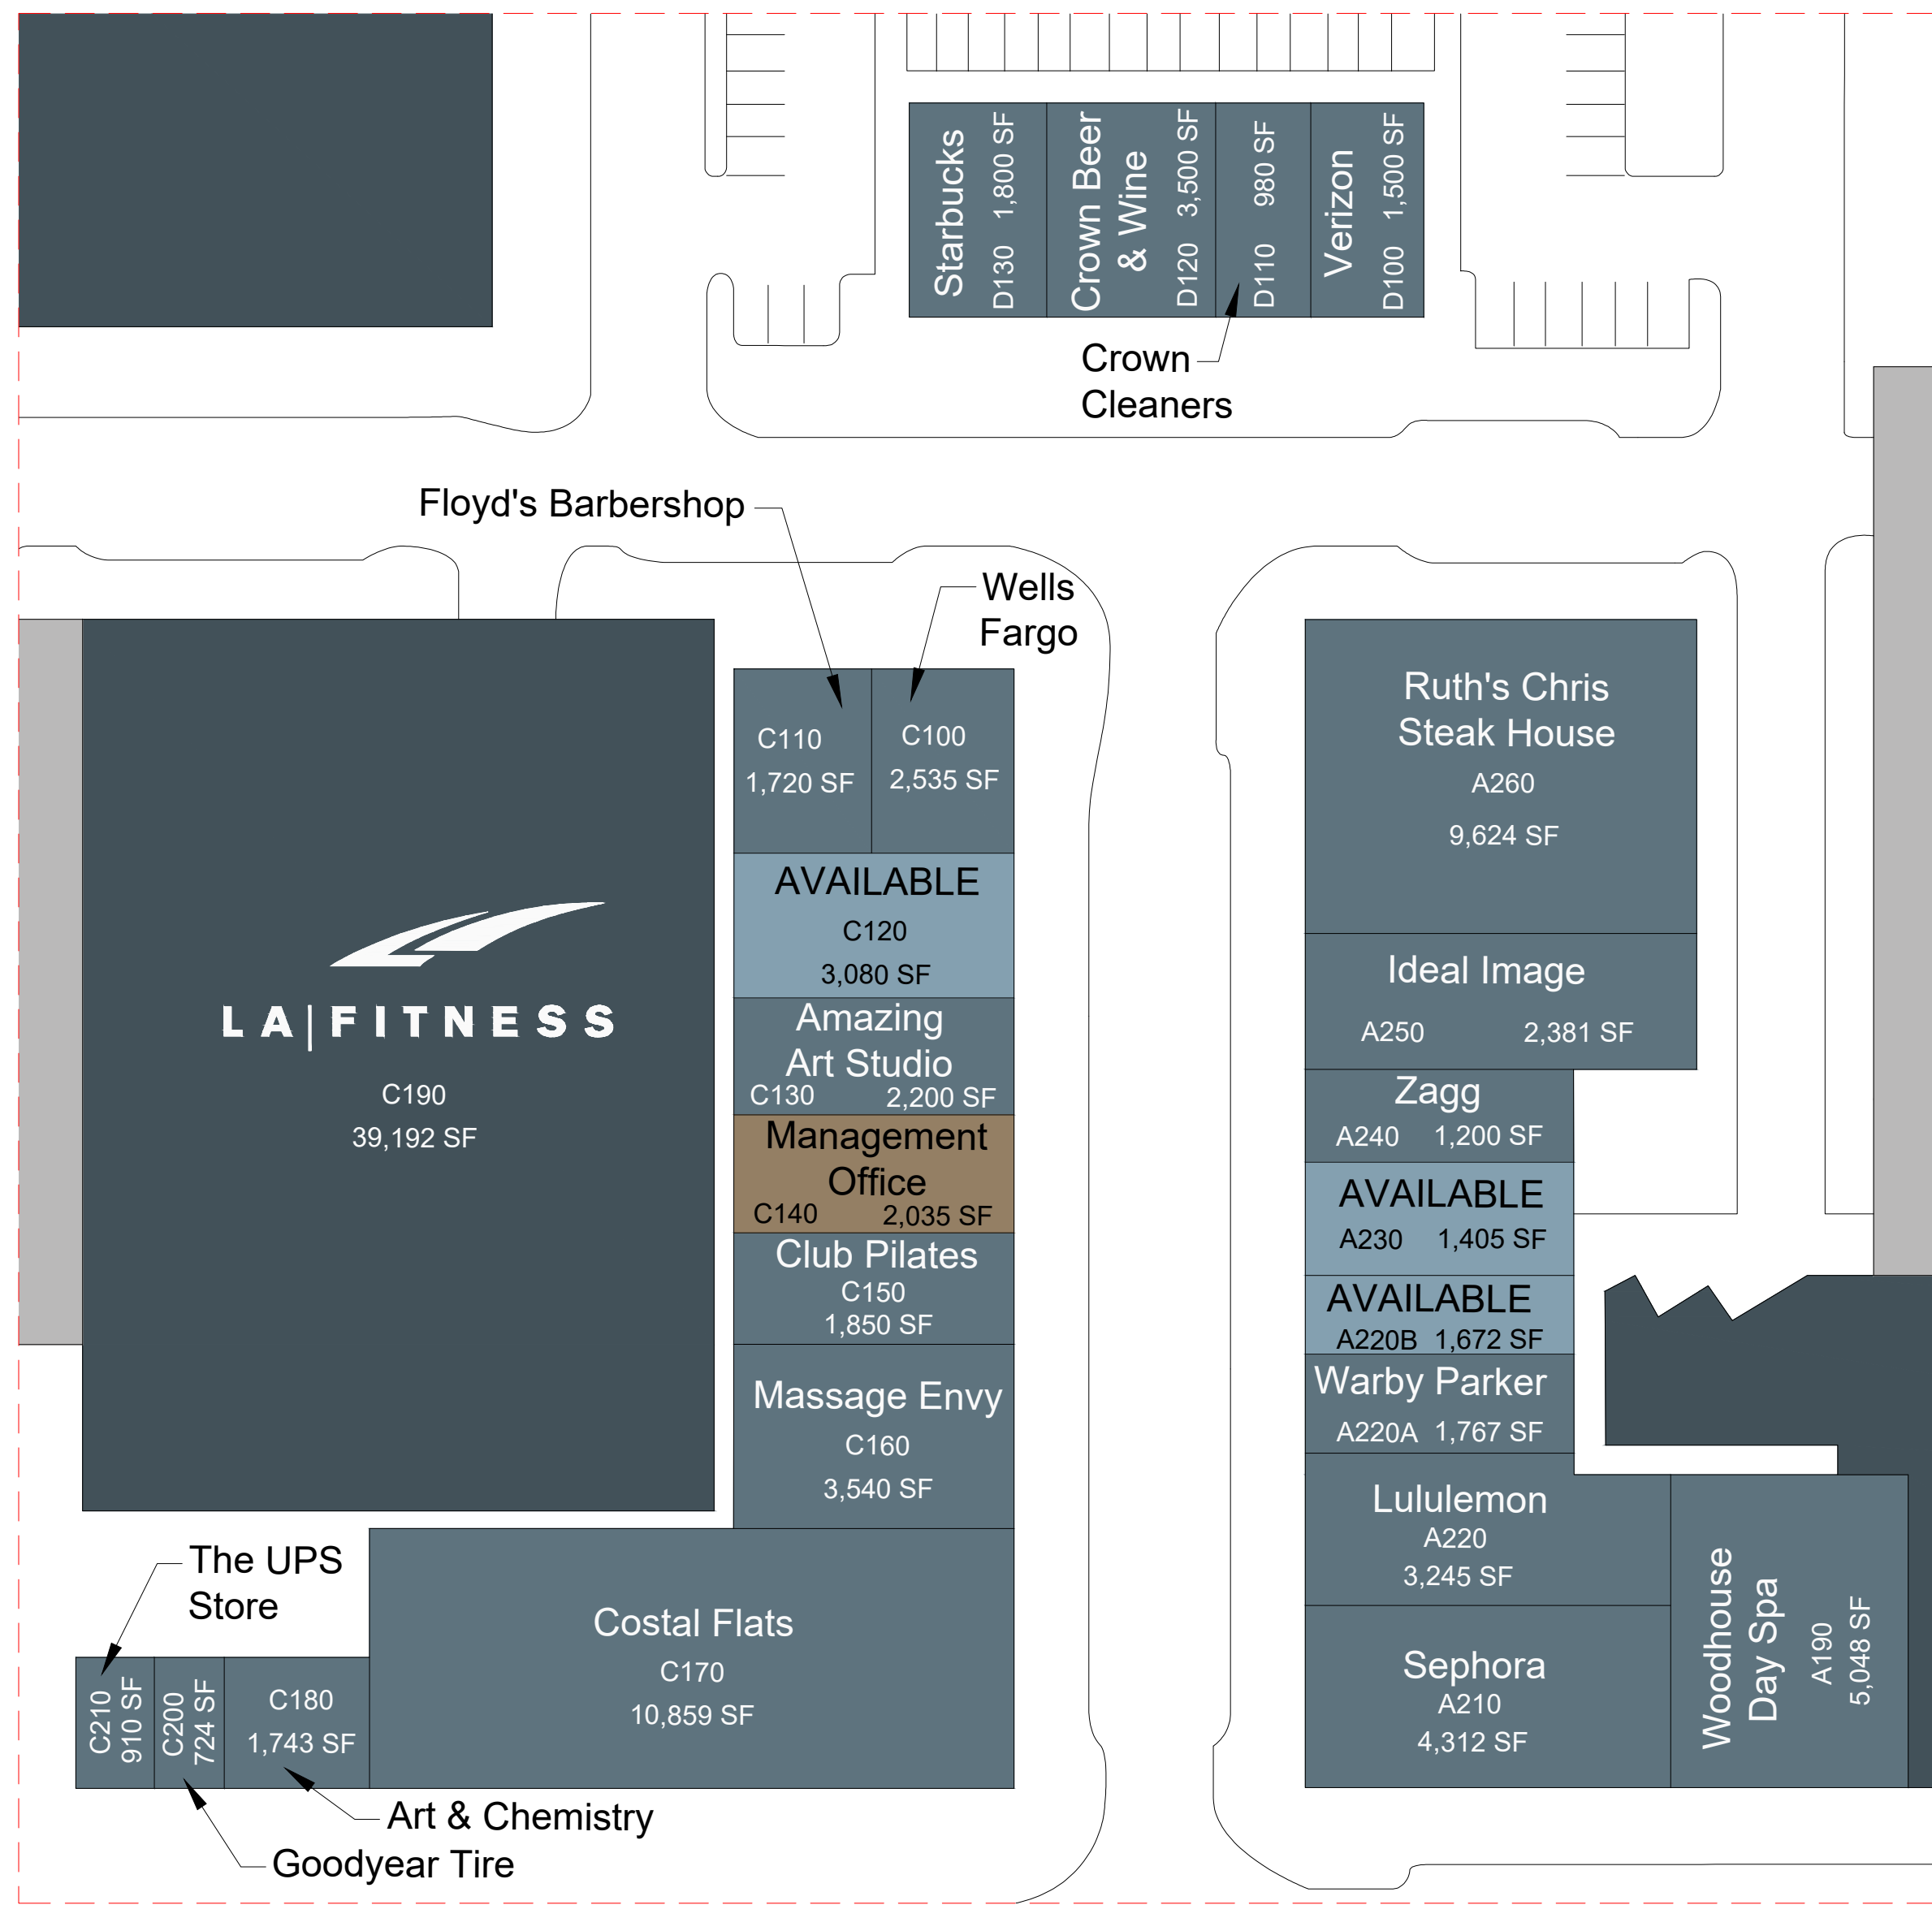 Starbucks
D130 1,800 SF
Crown Beer
& Wine
D120 3,500 SF
D110 980 SF
Verizon
D100 1,500 SF
Crown
Cleaners
Floyd's Barbershop
Wells
Fargo
C110
1,720 SF
C100
2,535 SF
AVAILABLE
C120
3,080 SF
Amazing
Art Studio
C130 2,200 SF
Management
Office
C140 2,035 SF
Club Pilates
C150
1,850 SF
Massage Envy
C160
3,540 SF
LA|FITNESS
C190
39,192 SF
The UPS
Store
C210
910 SF
C200
724 SF
C180
1,743 SF
Costal Flats
C170
10,859 SF
Art & Chemistry
Goodyear Tire
Ruth's Chris
Steak House
A260
9,624 SF
Ideal Image
A250 2,381 SF
Zagg
A240 1,200 SF
AVAILABLE
A230 1,405 SF
AVAILABLE
A220B 1,672 SF
Warby Parker
A220A 1,767 SF
Lululemon
A220
3,245 SF
Sephora
A210
4,312 SF
Woodhouse
Day Spa
A190
5,048 SF